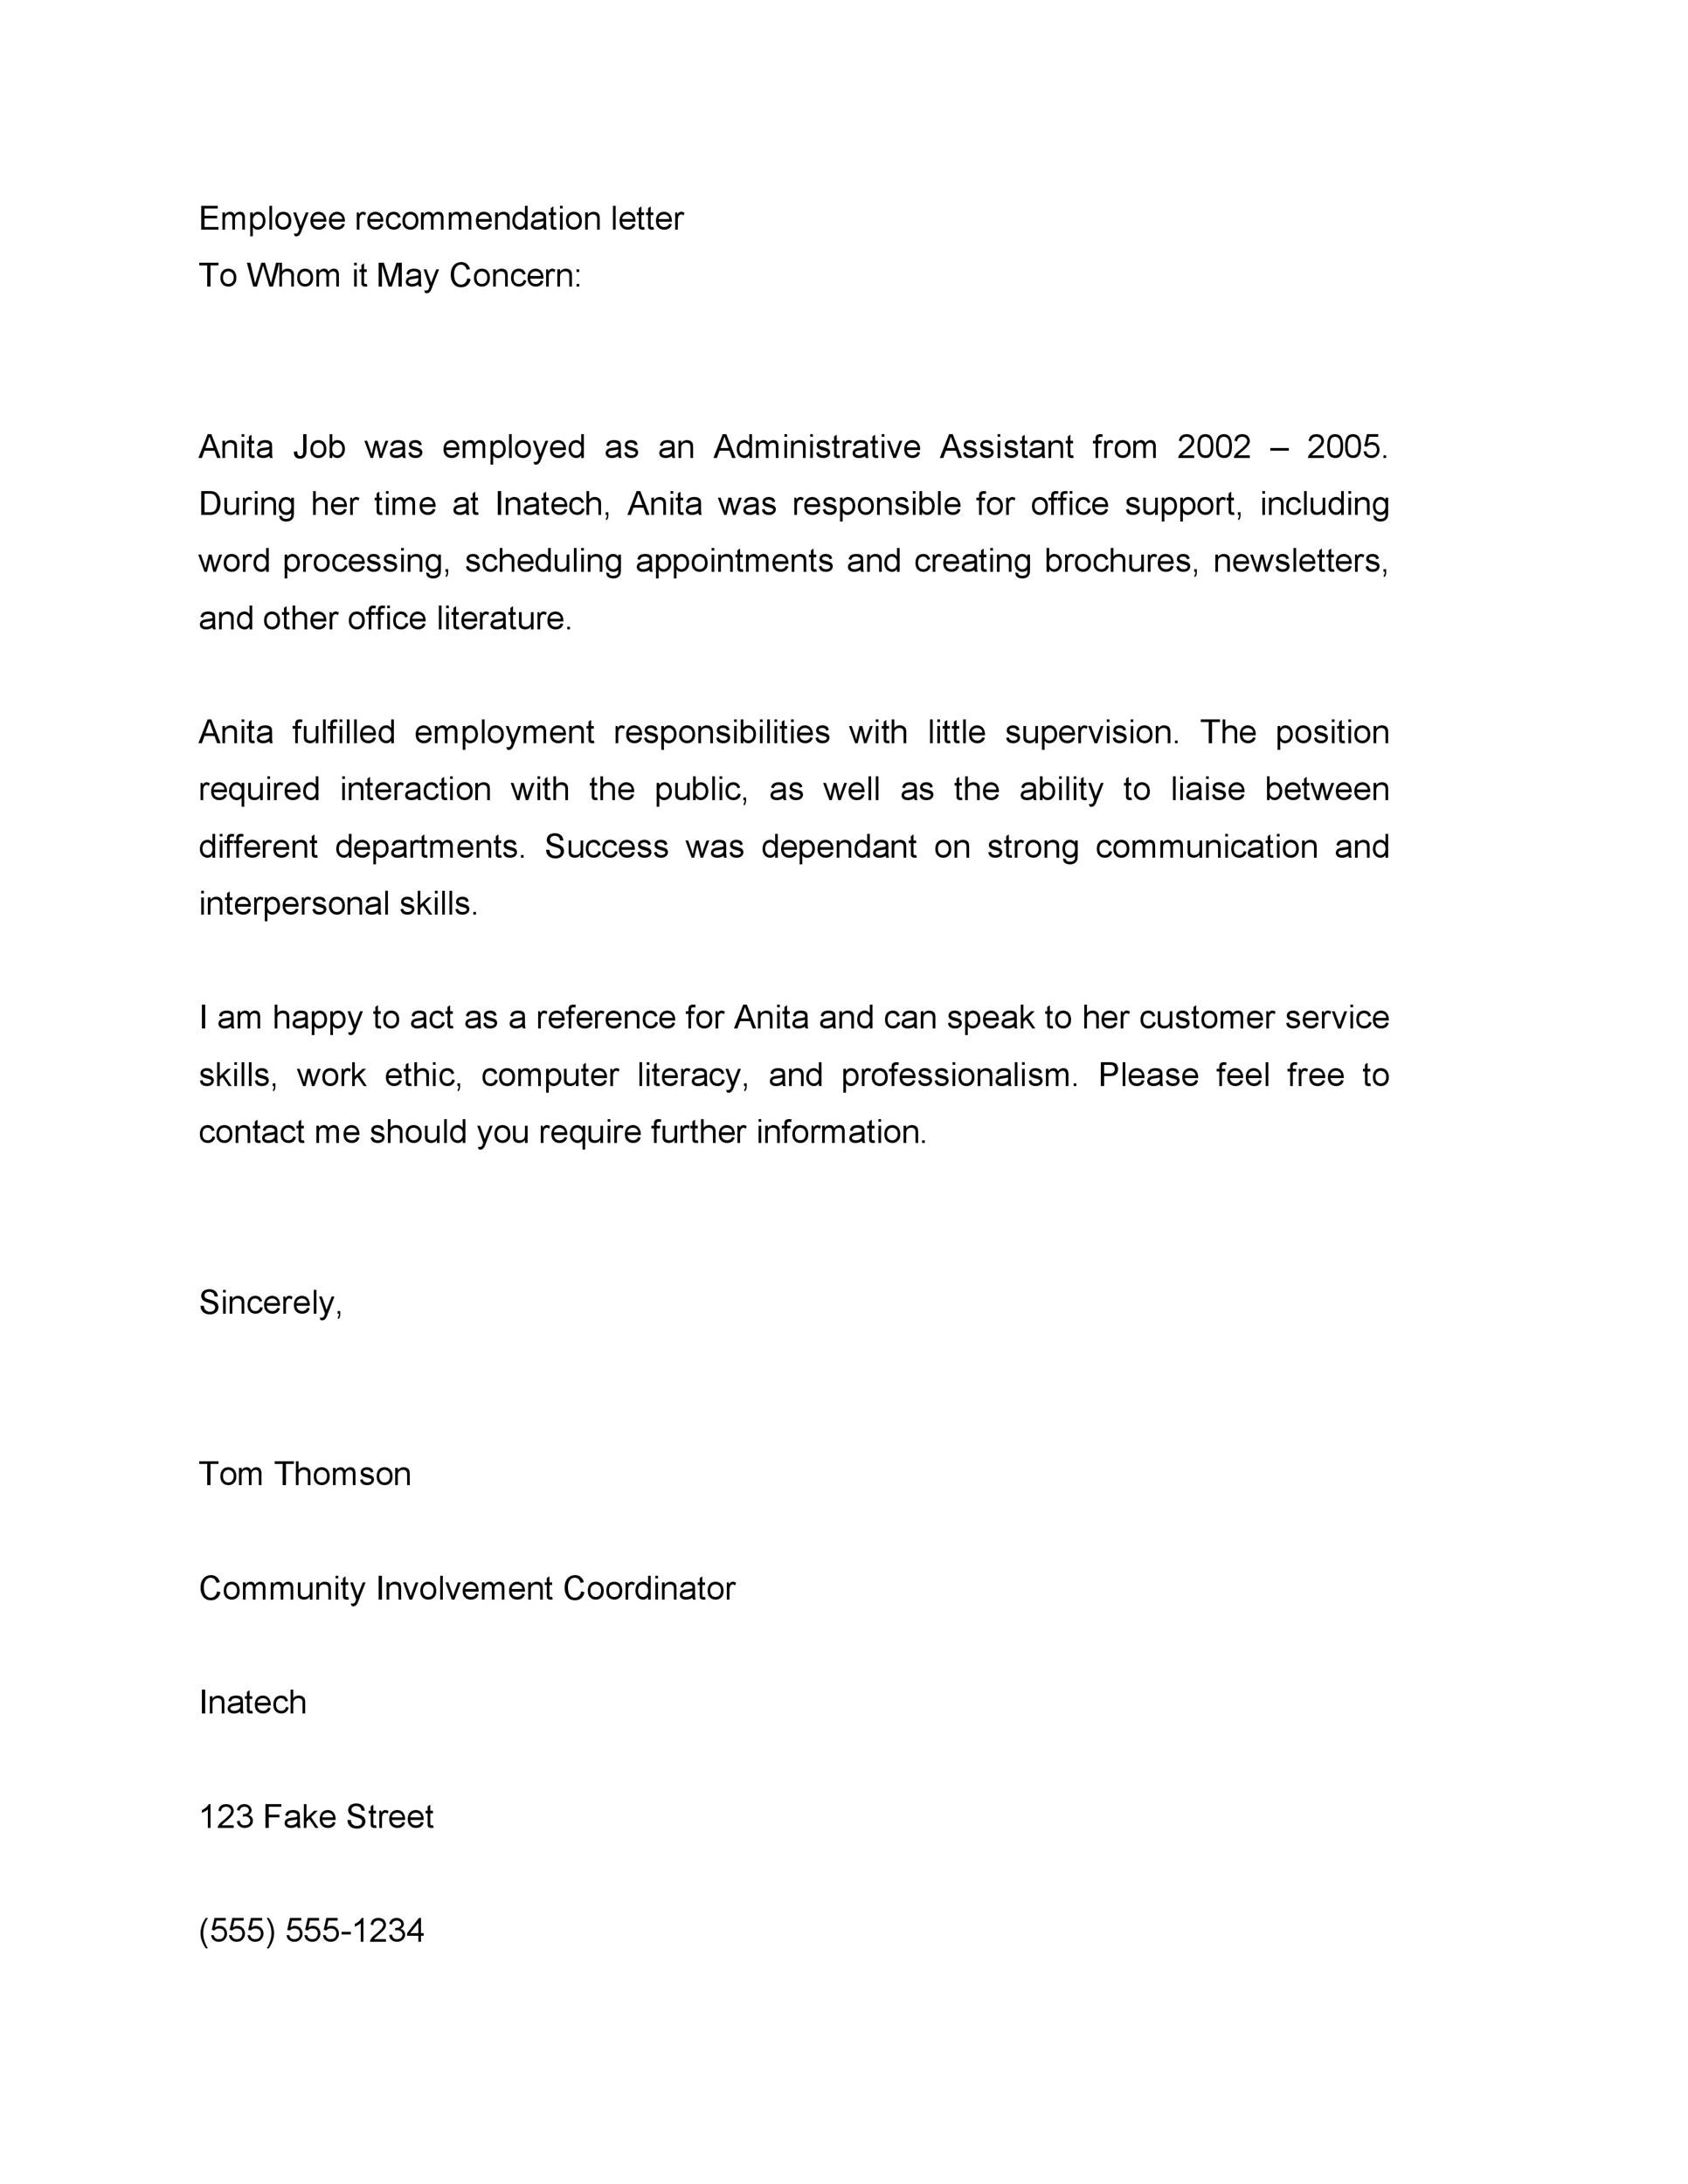 Employee recommendation letter
To Whom it May Concern:
Anita Job was employed as an Administrative Assistant from 2002 – 2005.
During her time at Inatech, Anita was responsible for office support, including
word processing, scheduling appointments and creating brochures, newsletters,
and other office literature.
Anita fulfilled employment responsibilities with little supervision. The position
required interaction with the public, as well as the ability to liaise between
different departments. Success was dependant on strong communication and
interpersonal skills.
I am happy to act as a reference for Anita and can speak to her customer service
skills, work ethic, computer literacy, and professionalism. Please feel free to
contact me should you require further information.
Sincerely,
Tom Thomson
Community Involvement Coordinator
Inatech
123 Fake Street
(555) 555-1234